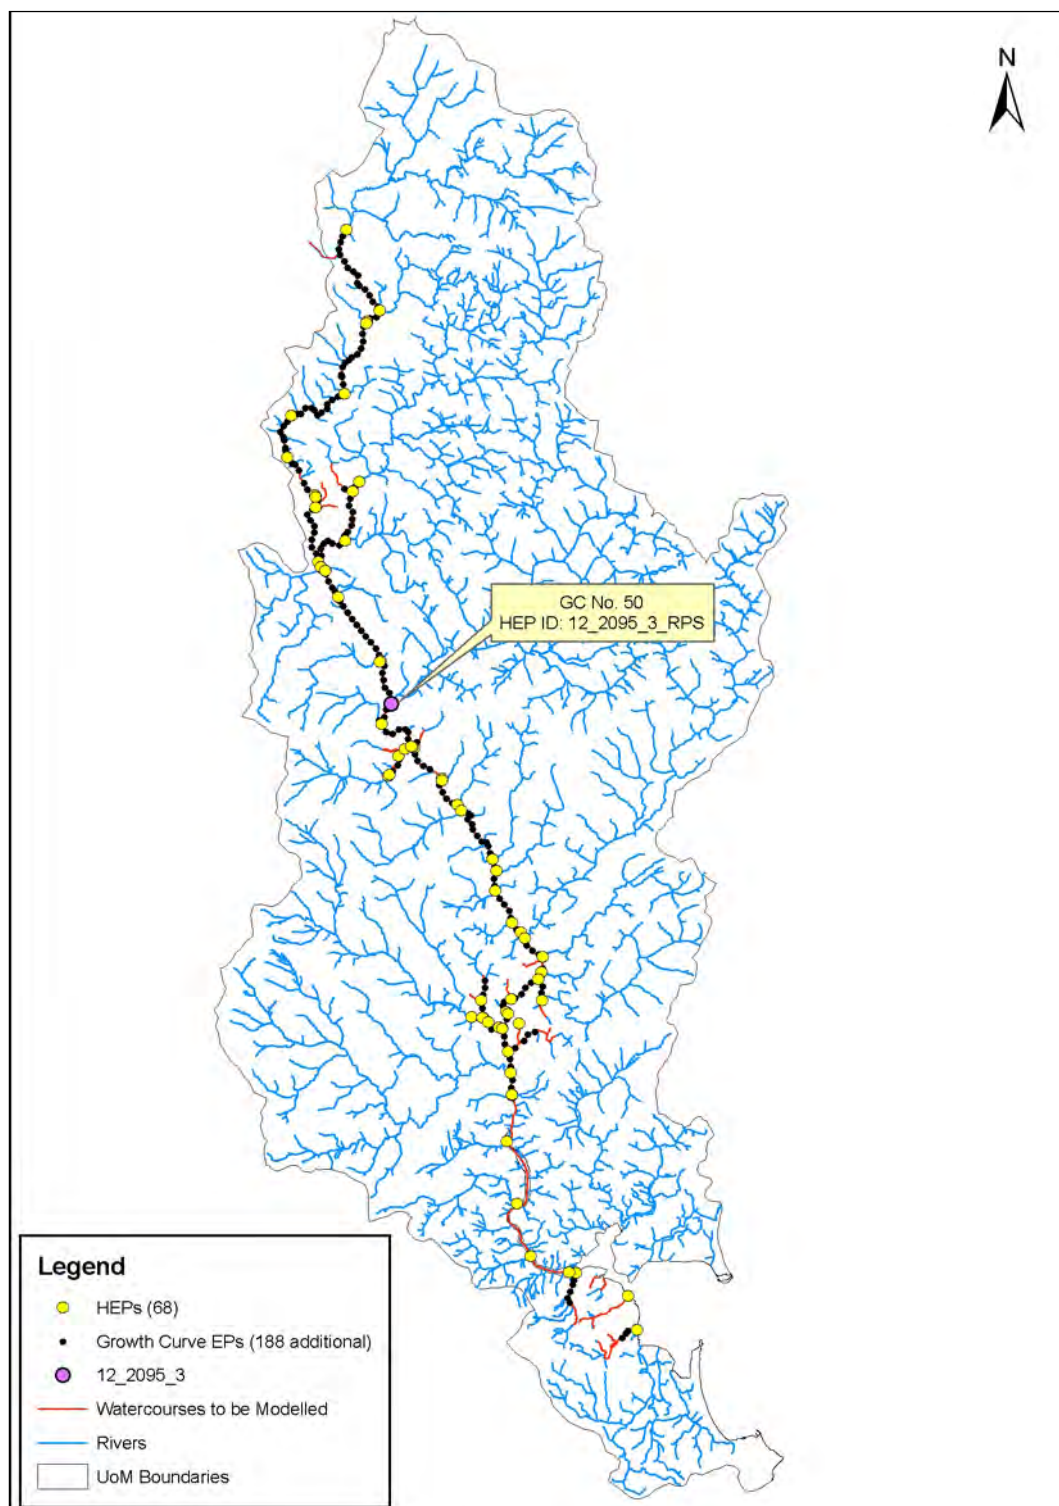 N
GC No. 50
HEP ID: 12_2095_3_RPS
Legend
HEPs (68)
Growth Curve EPs (188 additional)
12_2095_3
Watercourses to be Modelled
Rivers
UoM Boundaries